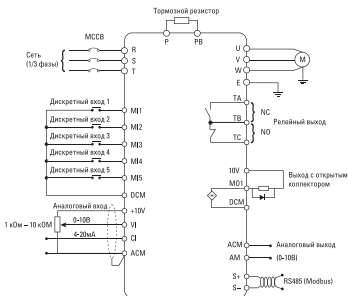 Тормозной резистор
P PB
MCCB
Сеть
(1/3 фазы)
R
S
T
U
V
W
E
M
TA
TB
TC
NC
NO
Релейный выход
Дискретный вход 1
MI1
Дискретный вход 2
MI2
Дискретный вход 3
MI3
Дискретный вход 4
MI4
Дискретный вход 5
MI5
DCM
10V
MO1
DCM
Выход с открытым
коллектором
Аналоговый вход
+10V
1 кОм – 10 кОМ
0-10В
VI
4-20мА
CI
ACM
ACM
Аналоговый выход
AM
(0-10В)
S+
S–
RS485 (Modbus)